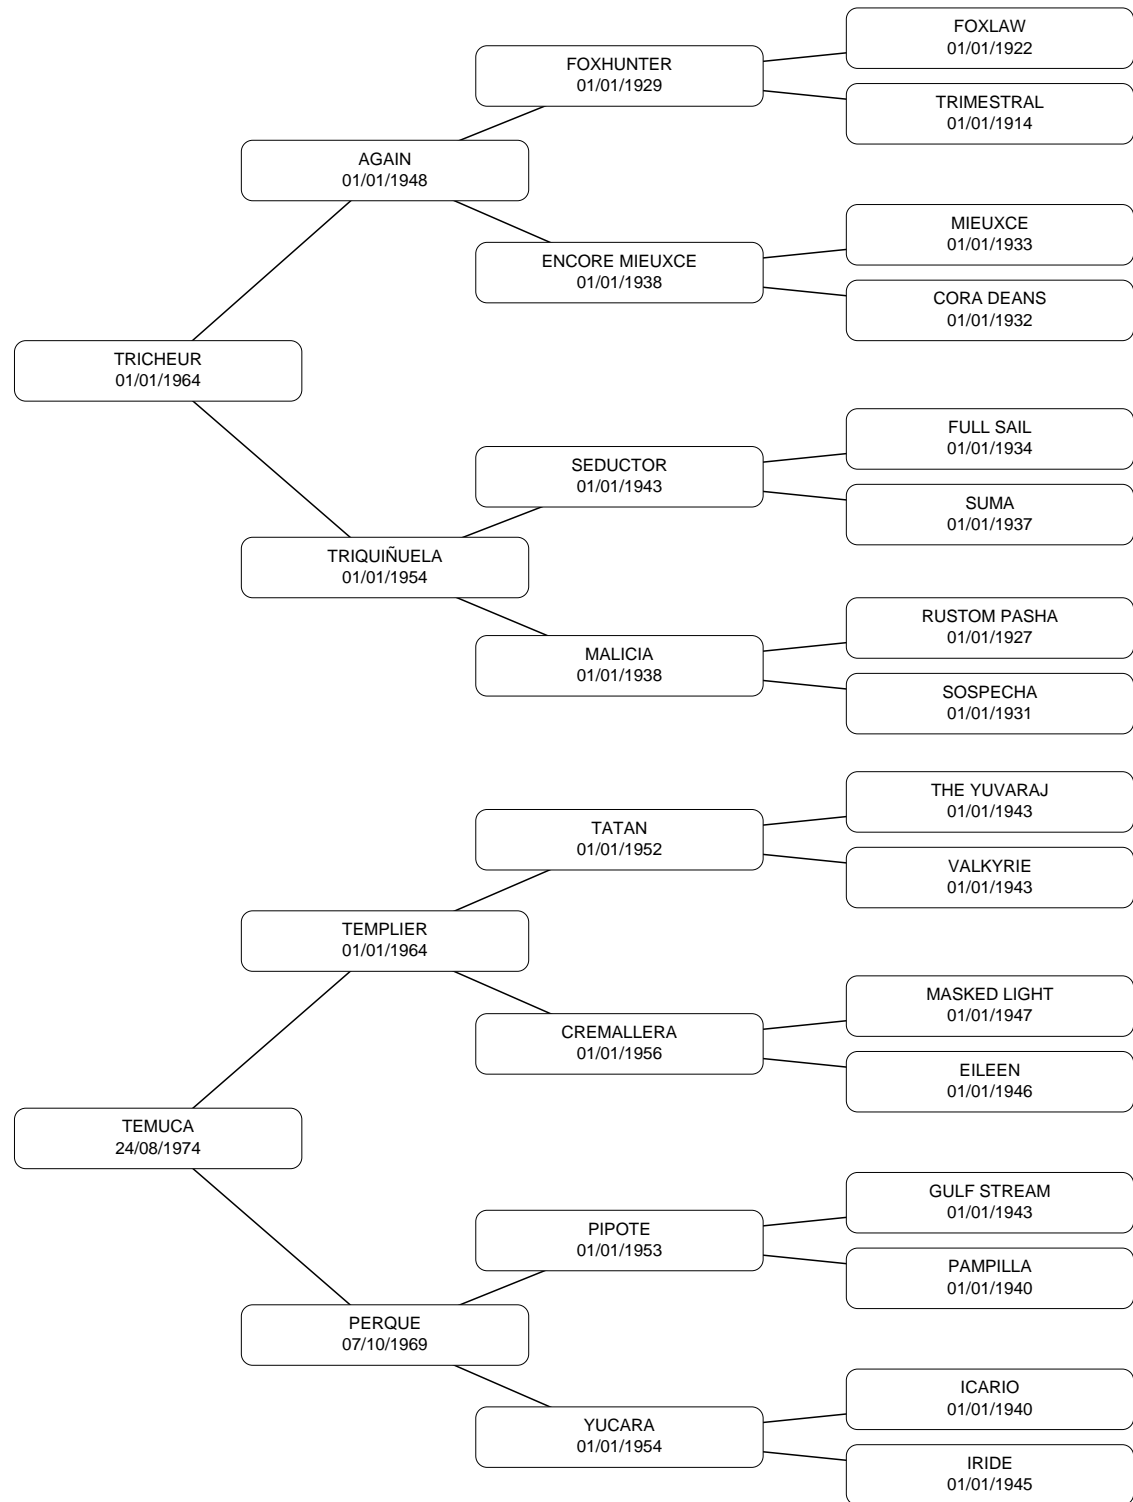 FOXLAW
01/01/1922
FOXHUNTER
01/01/1929
TRIMESTRAL
01/01/1914
AGAIN
01/01/1948
MIEUXCE
01/01/1933
ENCORE MIEUXCE
01/01/1938
CORA DEANS
01/01/1932
TRICHEUR
01/01/1964
FULL SAIL
01/01/1934
SEDUCTOR
01/01/1943
SUMA
01/01/1937
TRIQUIÑUELA
01/01/1954
RUSTOM PASHA
01/01/1927
MALICIA
01/01/1938
SOSPECHA
01/01/1931
THE YUVARAJ
01/01/1943
TATAN
01/01/1952
VALKYRIE
01/01/1943
TEMPLIER
01/01/1964
MASKED LIGHT
01/01/1947
CREMALLERA
01/01/1956
EILEEN
01/01/1946
TEMUCA
24/08/1974
GULF STREAM
01/01/1943
PIPOTE
01/01/1953
PAMPILLA
01/01/1940
PERQUE
07/10/1969
ICARIO
01/01/1940
YUCARA
01/01/1954
IRIDE
01/01/1945